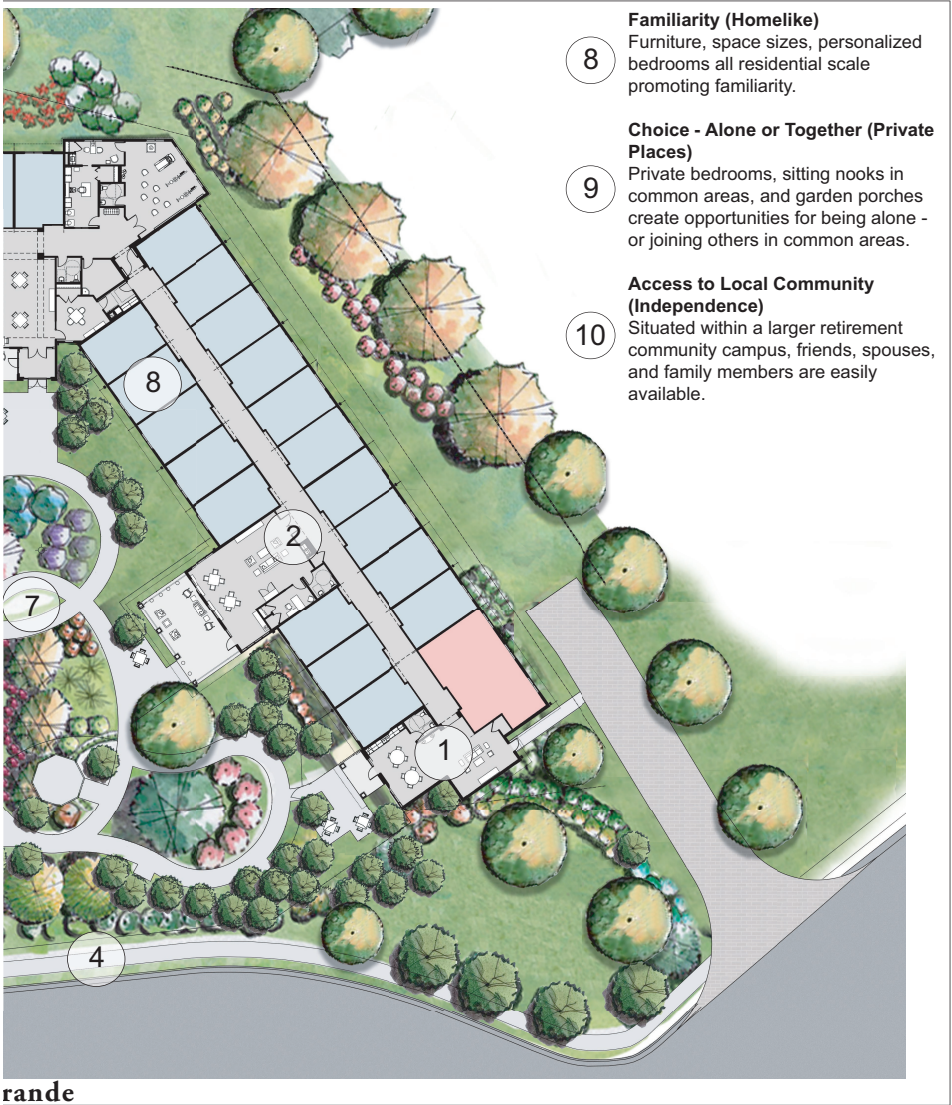 Familiarity (Homelike)
8
Furniture, space sizes, personalized
bedrooms all residential scale
promoting familiarity.
Choice - Alone or Together (Private
Places)
9
Private bedrooms, sitting nooks in
common areas, and garden porches
create opportunities for being alone -
or joining others in common areas.
Access to Local Community
(Independence)
10
Situated within a larger retirement
community campus, friends, spouses,
and family members are easily
available.
8
2
7
1
4
rande